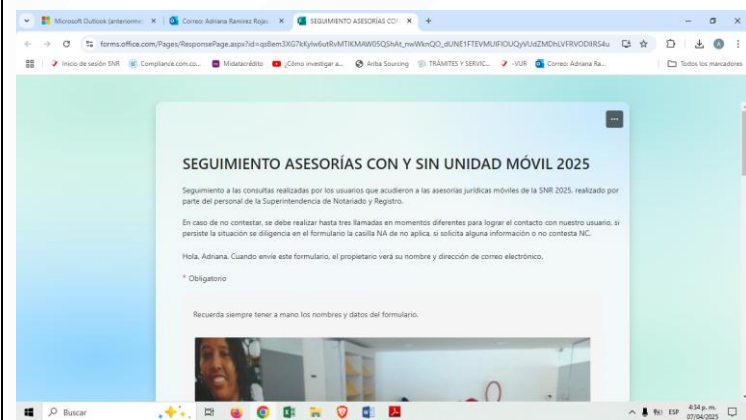 Microsoft Outlook (anteriormen
Correo: Adriana Ramirez Rojas
SEGUIMIENTO ASESORÍAS CON
forms.office.com/Pages/ResponsePage.aspx?id=
Inicio de sesión SNR
Compliance.com.co...
Midatacrédito
¿Cómo investigar a...
Ariba Sourcing
TRÁMITES Y SERVIC...
-VUR
Correo: Adriana Ra...
Todos los marcadores
SEGUIMIENTO ASESORÍAS CON Y SIN UNIDAD MÓVIL 2025
Seguimiento a las consultas realizadas por los usuarios que acudieron a las asesorías jurídicas móviles de la SNR 2025, realizado por
parte del personal de la Superintendencia de Notariado y Registro.
En caso de no contestar, se debe realizar hasta tres llamadas en momentos diferentes para lograr el contacto con nuestro usuario, si
persiste la situación se diligencia en el formulario la casilla NA de no aplica, si solicita alguna información o no contesta NC.
Hola, Adriana. Cuando envíe este formulario, el propietario verá su nombre y dirección de correo electrónico.
* Obligatorio
Recuerda siempre tener a mano los nombres y datos del formulario.
Buscar
ESP
4:54 p. m.
07/04/2025